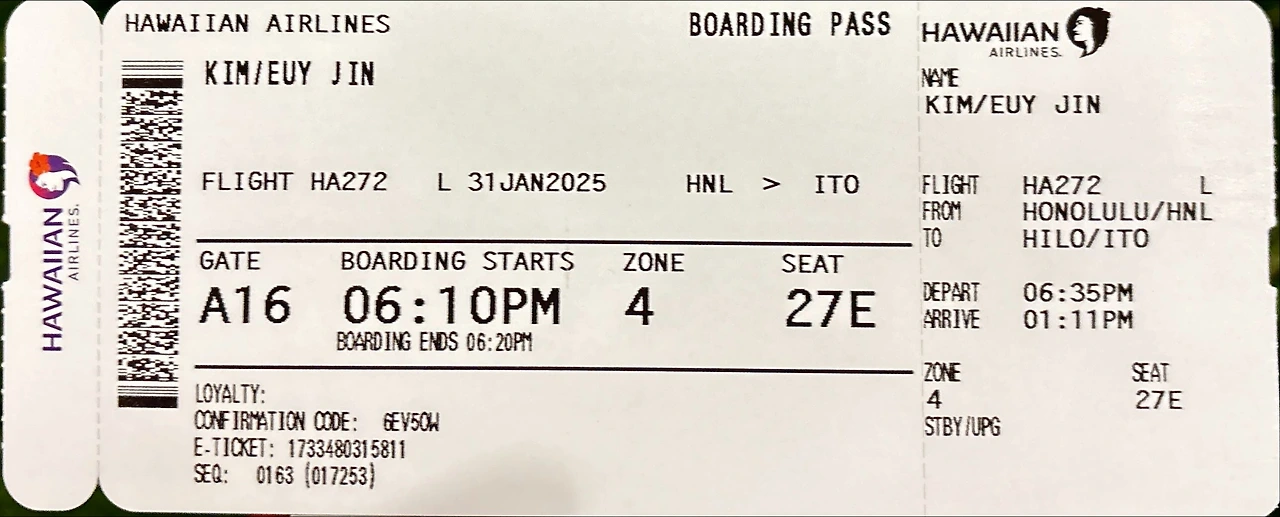 HAWAIIAN AIRLINES
BOARDING PASS
KIM/EUY JIN
FLIGHT HA272 L 31JAN2025 HNL > ITO
GATE BOARDING STARTS ZONE SEAT
A16 06:10PM 4 27E
BOARDING ENDS 06:20PM
LOYALTY:
CONFIRMATION CODE: 6EV5OW
E-TICKET: 1733480315811
SEQ: 0163 (017253)
HAWAIIAN
AIRLINES.
HAWAIIAN
AIRLINES.
NAME
KIM/EUY JIN
FLIGHT HA272 L
FROM HONOLULU/HNL
TO HILO/ITO
DEPART 06:35PM
ARRIVE 01:11PM
ZONE SEAT
4 27E
STBY/UPG